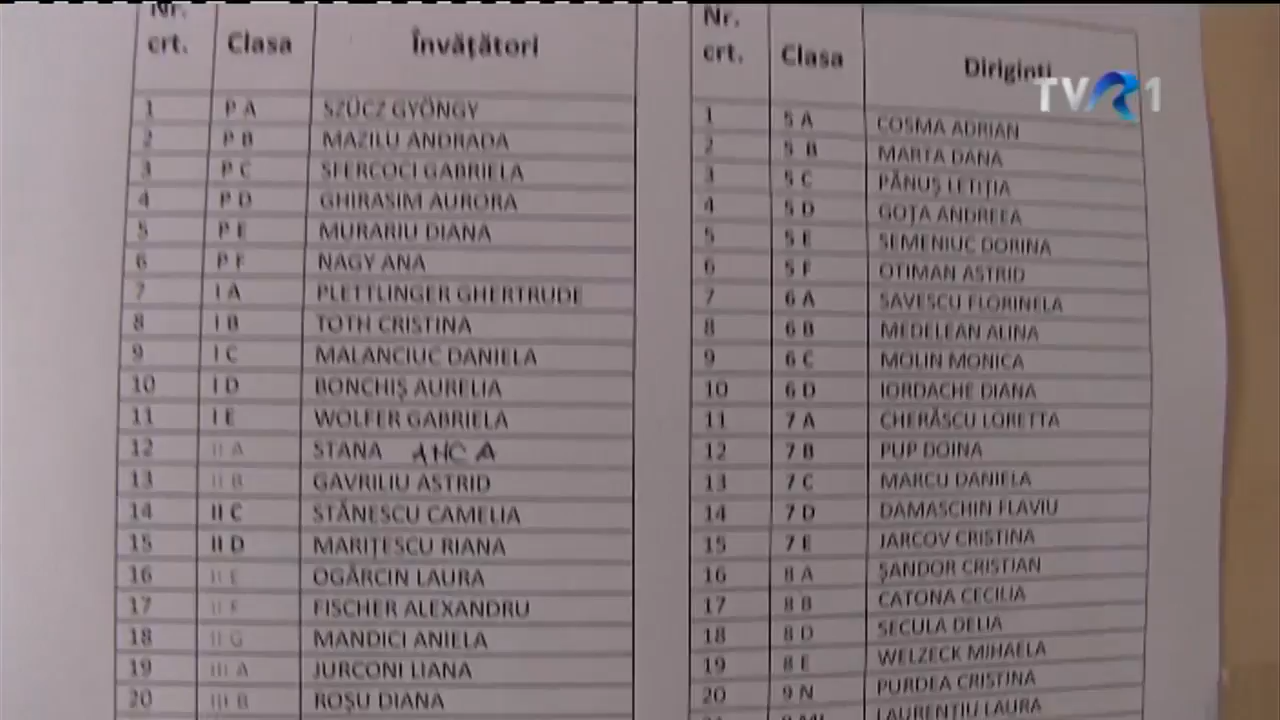 Nr. crt. Clasa Învățători
1 P A SZÜCZ GYÖNGY
2 P B MAZILU ANDRADA
3 P C SFERCOCI GABRIELA
4 P D GHIRASIM AURORA
5 P E MURARIU DIANA
6 P F NAGY ANA
7 I A PLETTLINGER GHERTRUDE
8 I B TOTH CRISTINA
9 I C MALANCIUC DANIELA
10 I D BONCHIȘ AURELIA
11 I E WOLFER GABRIELA
12 II A STANA ANCA
13 II B GAVRILIU ASTRID
14 II C STĂNESCU CAMELIA
15 II D MARIȚESCU RIANA
16 II E OGÂRCIN LAURA
17 II F FISCHER ALEXANDRU
18 II G MANDICI ANIELA
19 III A JURCONI LIANA
20 III B ROȘU DIANA
Nr. crt. Clasa Diriginți
TVR1
1 5 A COSMA ADRIAN
2 5 B MARTA DANA
3 5 C PĂNUȘ LETIȚIA
4 5 D GOȚA ANDREEA
5 5 E SEMENIUC DORINA
6 5 F OTIMAN ASTRID
7 6 A SAVESCU FLORINELA
8 6 B MEDELEAN ALINA
9 6 C MOLIN MONICA
10 6 D IORDACHE DIANA
11 7 A CHERĂSCU LORETTA
12 7 B PUP DOINA
13 7 C MARCU DANIELA
14 7 D DAMASCHIN FLAVIU
15 7 E JARCOV CRISTINA
16 8 A ȘANDOR CRISTIAN
17 8 B CATONA CECILIA
18 8 D SECULA DELIA
19 8 E WELZECK MIHAELA
20 9 N PURDEA CRISTINA
LAURENȚIU LAURA